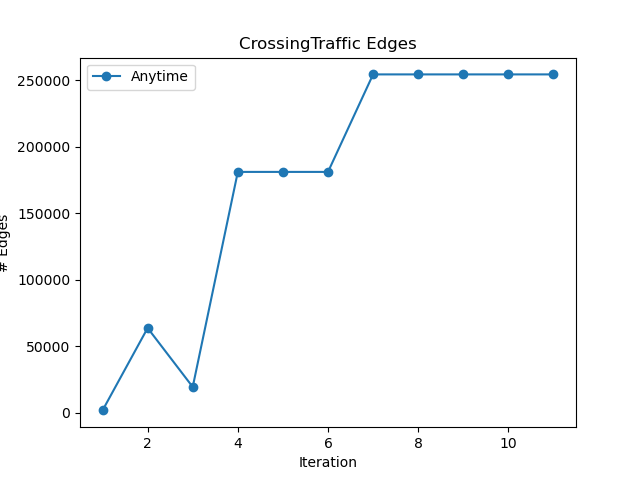 CrossingTraffic Edges
Anytime
250000
200000
150000
100000
50000
0
# Edges
2 4 6 8 10
Iteration